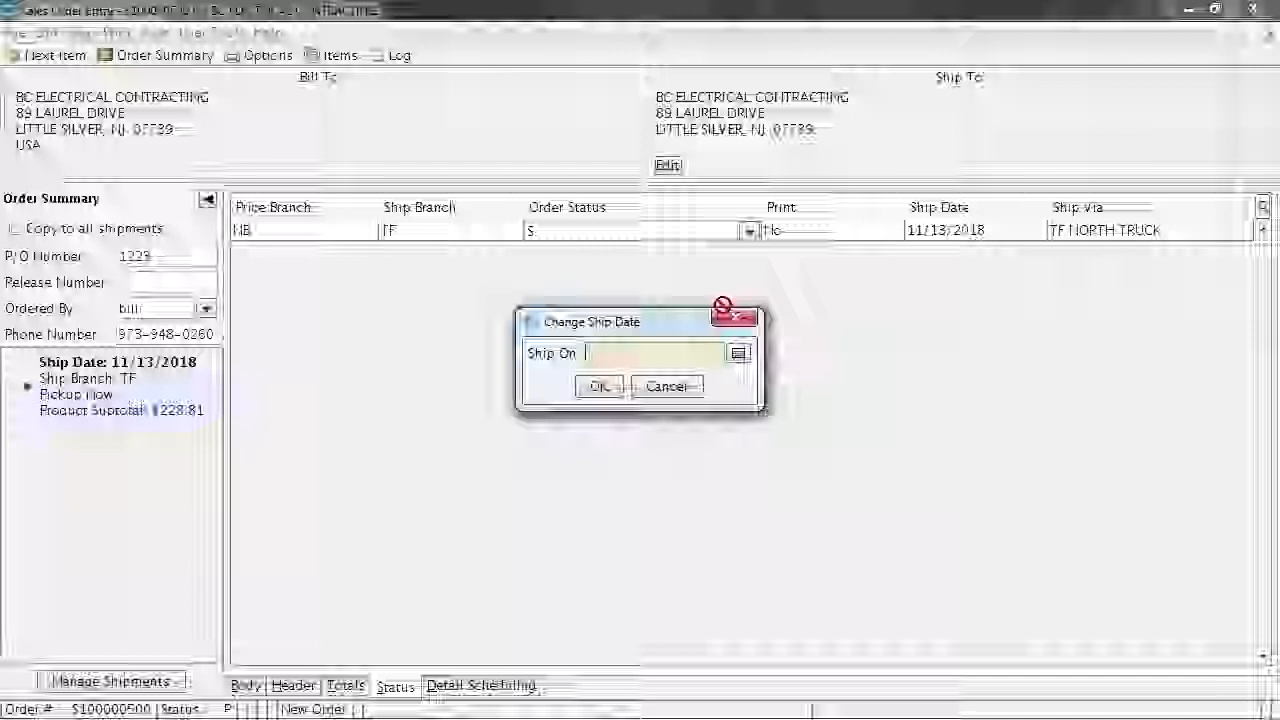 Sales Order Entry
Next Item Order Summary Options Items Log
Bill To
Ship To
BC ELECTRICAL CONTRACTING
89 LAUREL DRIVE
LITTLE SILVER, NJ 07739
USA
BC ELECTRICAL CONTRACTING
89 LAUREL DRIVE
LITTLE SILVER, NJ 07739
Edit
Order Summary
Copy to all shipments
P/O Number 1223
Release Number
Ordered By bill
Phone Number 973-948-0260
Ship Date: 11/13/2018
Ship Branch: TF
Pickup Now
Product Subtotal: $228.81
Manage Shipments
Price Branch Ship Branch Order Status Print Ship Date Ship Via
NB TF S No 11/13/2018 TF NORTH TRUCK
Change Ship Date
Ship On
OK Cancel
Body Header Totals Status Detail Scheduling
Order # S100000500 Status P New Order